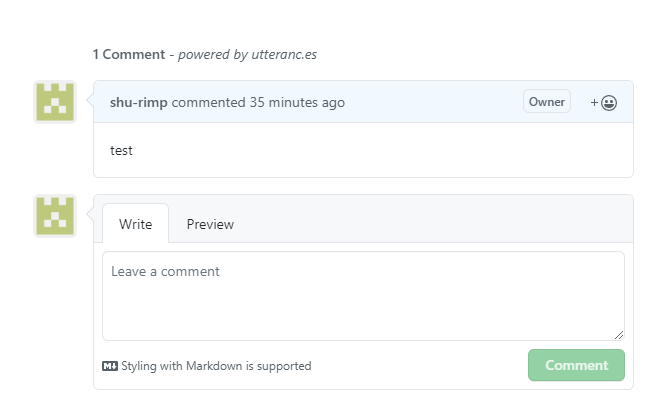 1 Comment - powered by utteranc.es
shu-rimp commented 35 minutes ago Owner +
test
Write Preview
Leave a comment
M↓ Styling with Markdown is supported Comment